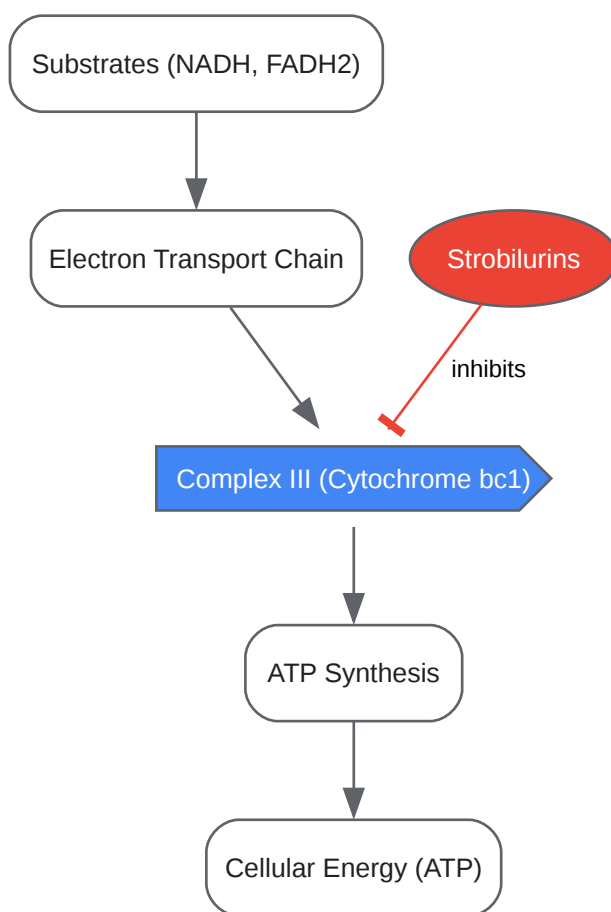 Substrates (NADH, FADH2)
Electron Transport Chain
Strobilurins
inhibits
Complex III (Cytochrome bc1)
ATP Synthesis
Cellular Energy (ATP)